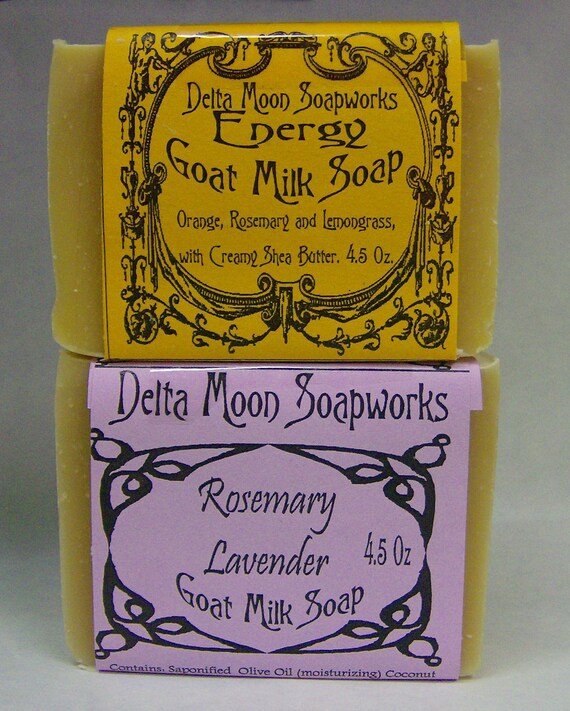 Delta Moon Soapworks
Energy
Goat Milk Soap
Orange, Rosemary and Lemongrass,
with Creamy Shea Butter. 4.5 Oz.
Delta Moon Soapworks
Rosemary
Lavender
4.5 Oz
Goat Milk Soap
Contains. Saponified Olive Oil (moisturizing) Coconut